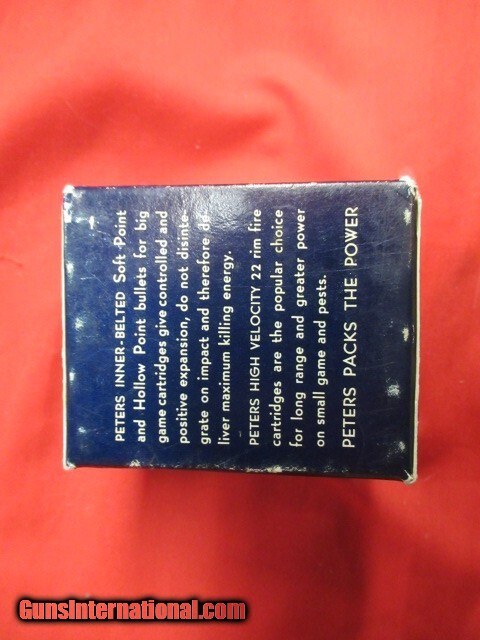 PETERS INNER-BELTED Soft Point
and Hollow Point bullets for big
game cartridges give controlled and
positive expansion, do not disinte-
grate on impact and therefore de-
liver maximum killing energy.
PETERS HIGH VELOCITY 22 rim fire
cartridges are the popular choice
for long range and greater power
on small game and pests.
PETERS PACKS THE POWER
GunsInternational.com